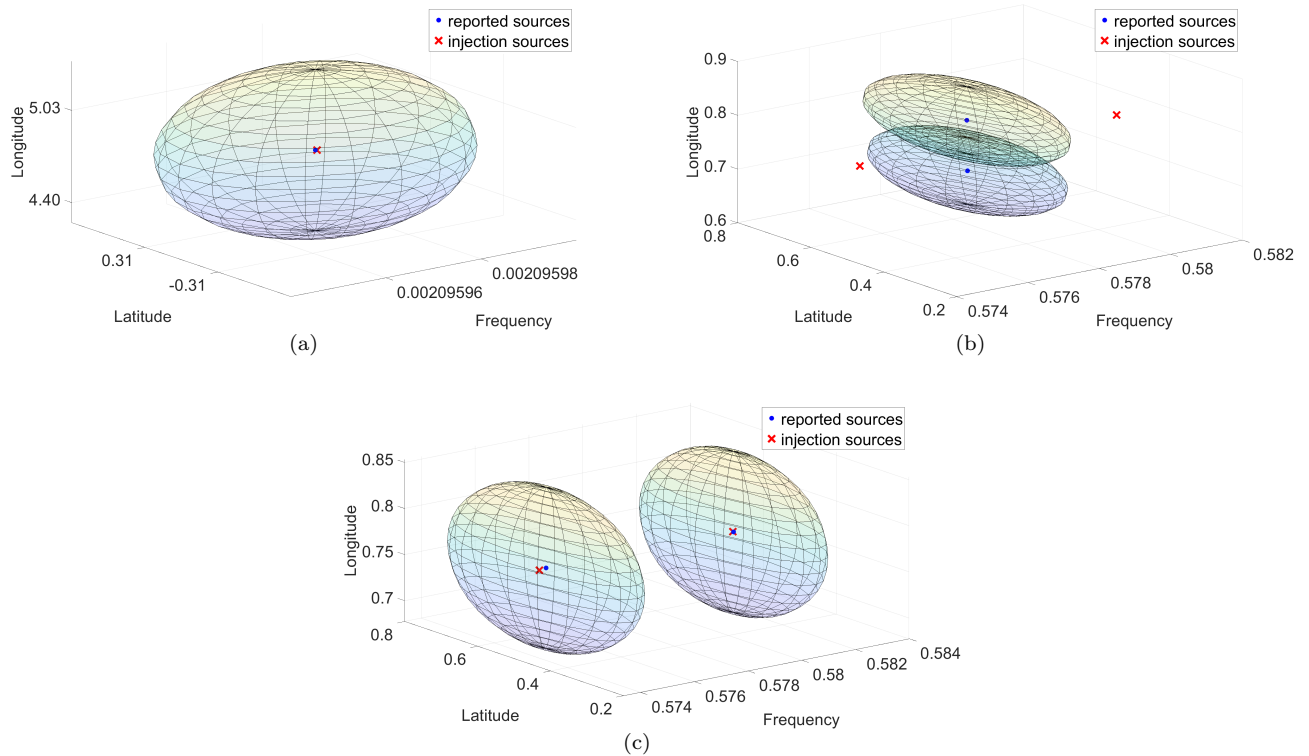 reported sources
injection sources
Longitude
5.03
4.40
0.31
-0.31
Latitude
0.00209596
0.00209598
Frequency
(a)
reported sources
injection sources
Longitude
0.9
0.8
0.7
0.6
0.8
0.6
0.4
0.2
Latitude
0.574
0.576
0.578
0.58
0.582
Frequency
(b)
reported sources
injection sources
Longitude
0.85
0.8
0.75
0.7
0.8
0.6
0.4
0.2
Latitude
0.574
0.576
0.578
0.58
0.582
0.584
Frequency
(c)